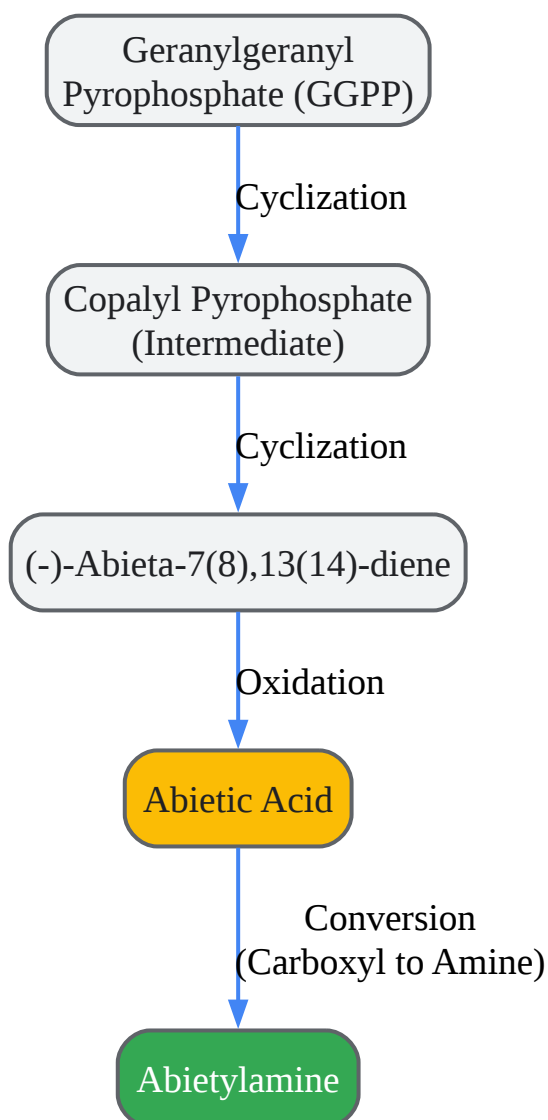 Geranylgeranyl
Pyrophosphate (GGPP)
Cyclization
Copalyl Pyrophosphate
(Intermediate)
Cyclization
(-)-Abieta-7(8),13(14)-diene
Oxidation
Abietic Acid
Conversion
(Carboxyl to Amine)
Abietylamine